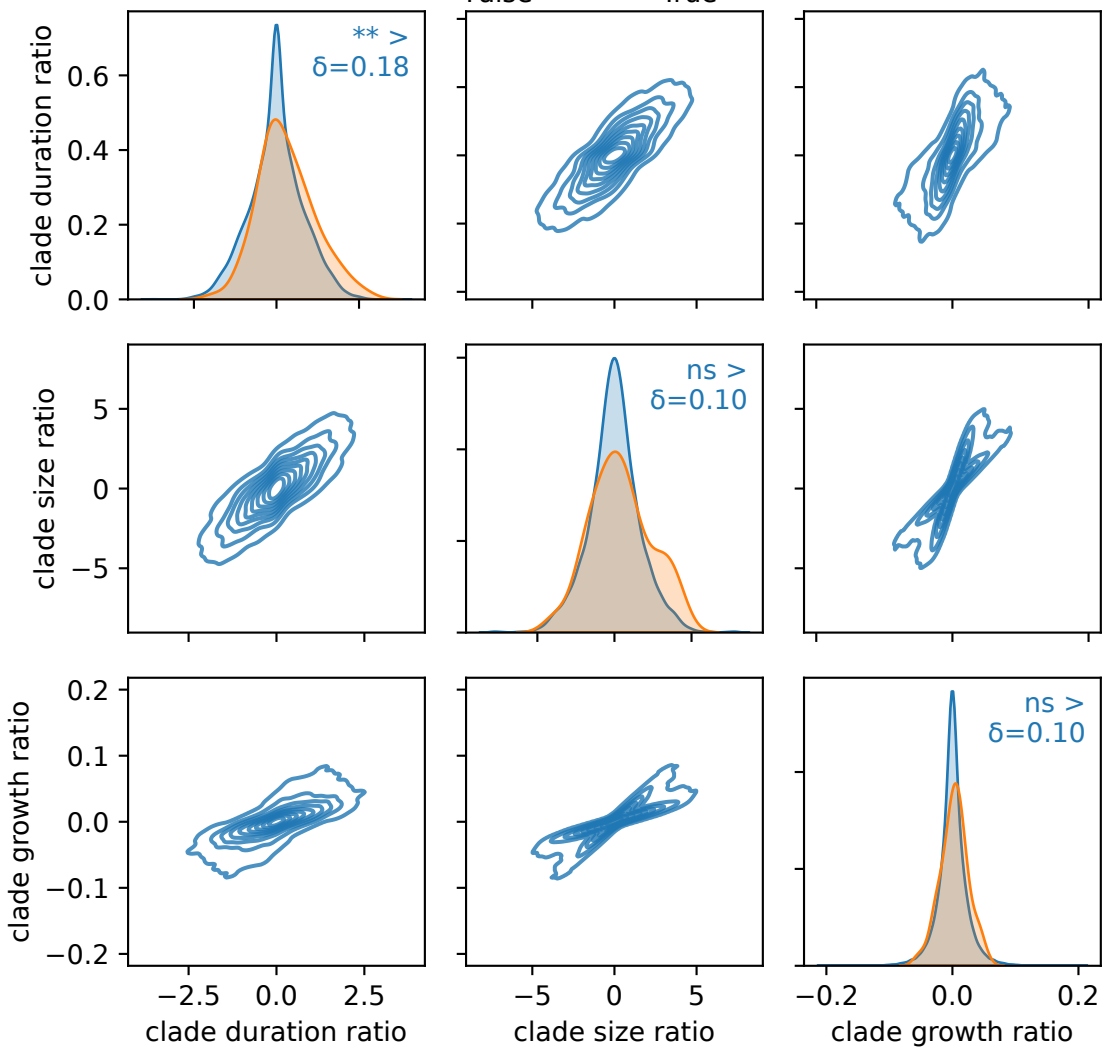 True
clade duration ratio
0.6
0.4
0.2
0.0
** >
δ=0.18
clade size ratio
5
0
−5
ns >
δ=0.10
clade growth ratio
0.2
0.1
0.0
−0.1
−0.2
ns >
δ=0.10
−2.5 0.0 2.5
−5 0 5
−0.2 0.0 0.2
clade duration ratio
clade size ratio
clade growth ratio